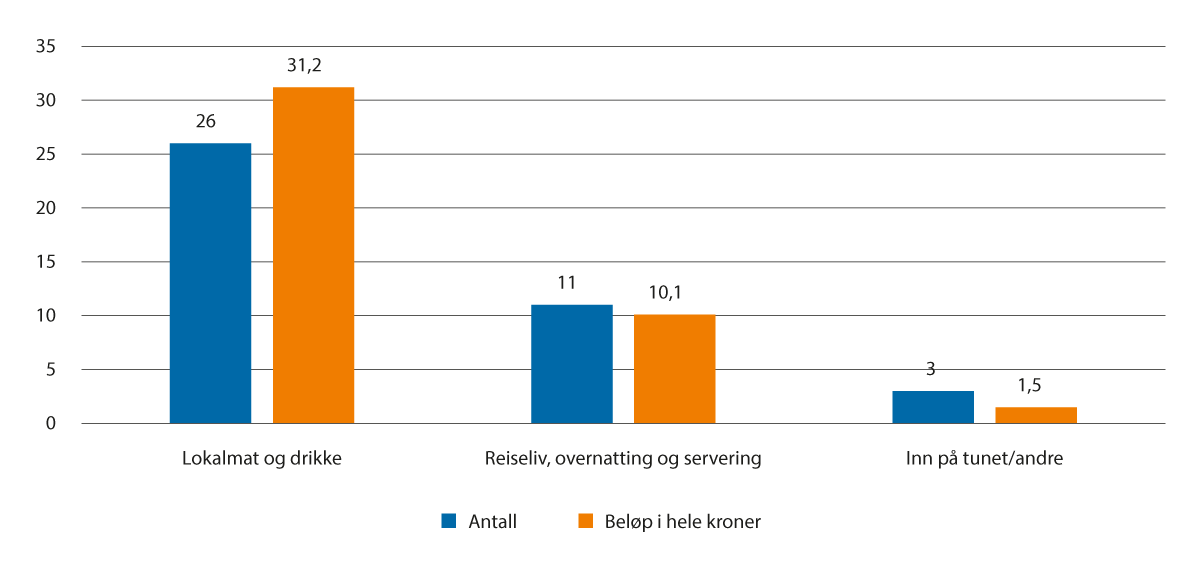 35
30
25
20
15
10
5
0
26
31,2
11
10,1
3
1,5
Lokalmat og drikke
Reiseliv, overnatting og servering
Inn på tunet/andre
Antall
Beløp i hele kroner